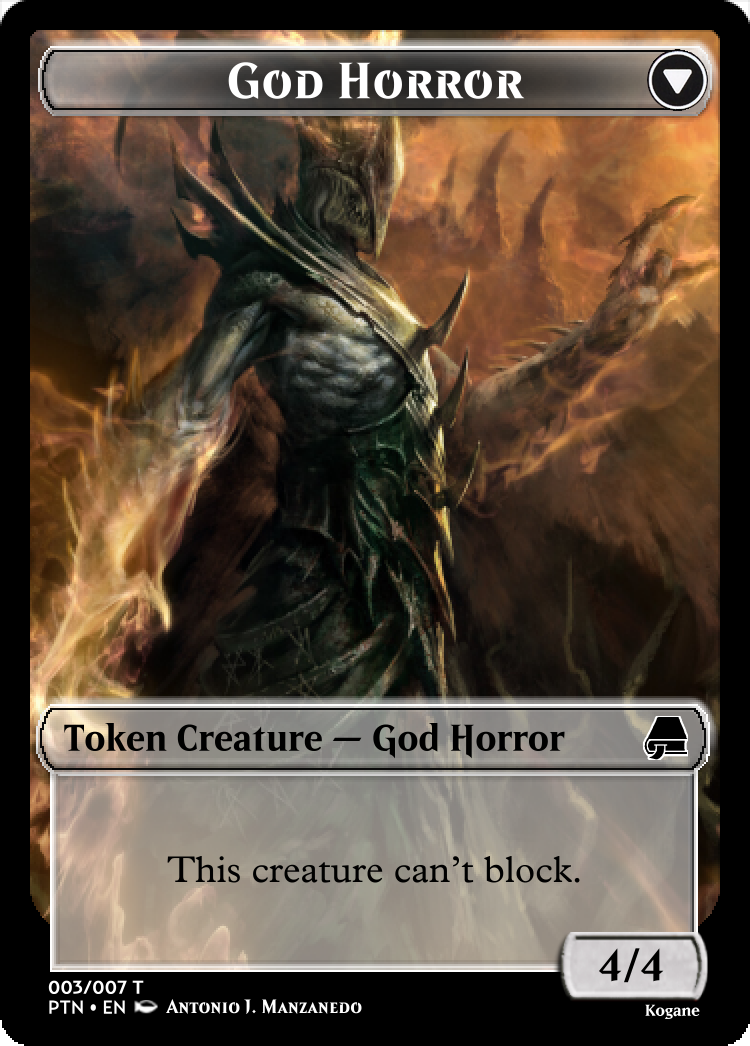 God Horror
Token Creature — God Horror
This creature can't block.
4/4
003/007 T
PTN • EN Antonio J. Manzanedo
Kogane